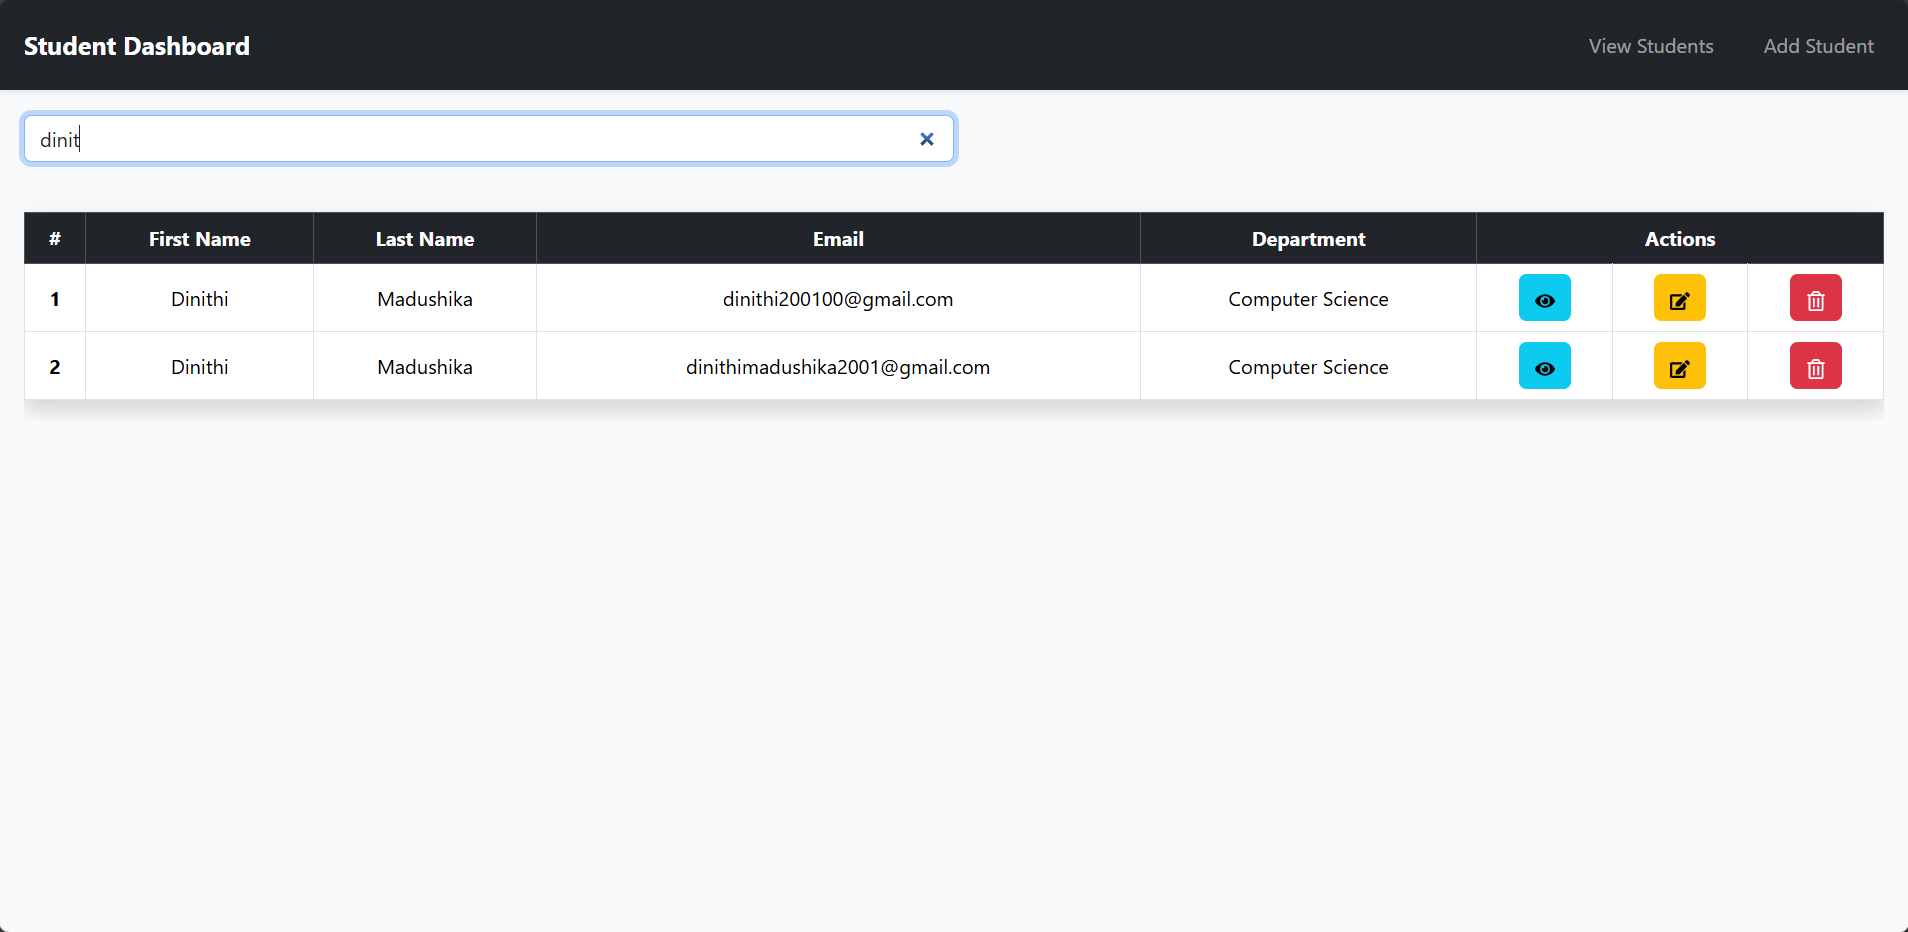 Student Dashboard View Students Add Student
dinit
# First Name Last Name Email Department Actions
1 Dinithi Madushika dinithi200100@gmail.com Computer Science
2 Dinithi Madushika dinithimadushika2001@gmail.com Computer Science